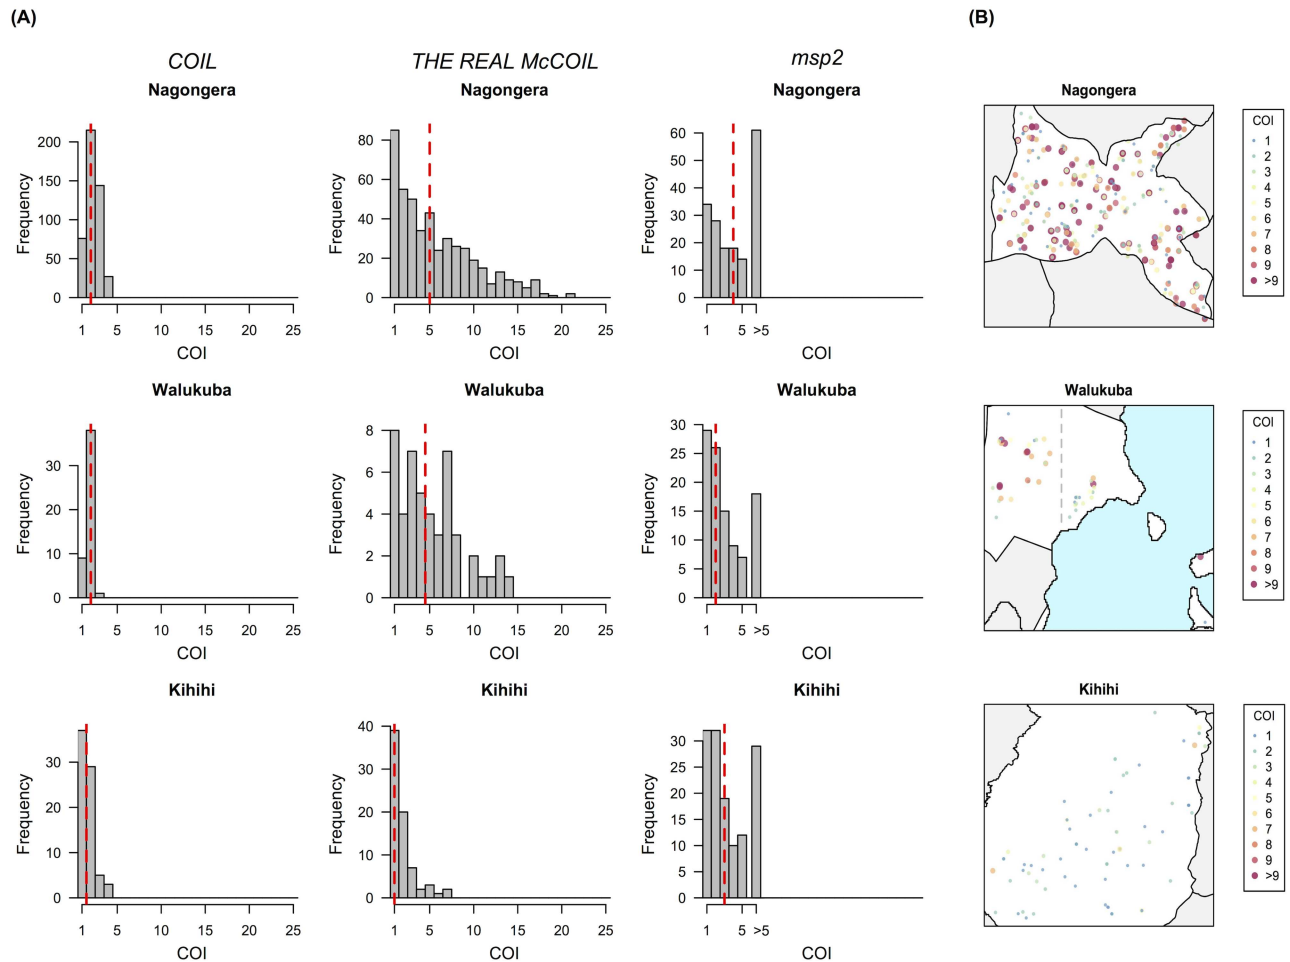 (A)
(B)
COIL
THE REAL McCOIL
msp2
Nagongera
Nagongera
Nagongera
Nagongera
Frequency
0
50
100
150
200
1 5 10 15 20 25
COI
Frequency
0
20
40
60
80
1 5 10 15 20 25
COI
Frequency
0
10
20
30
40
50
60
1 5 >5
COI
COI
1
2
3
4
5
6
7
8
9
>9
Walukuba
Walukuba
Walukuba
Walukuba
Frequency
0
10
20
30
1 5 10 15 20 25
COI
Frequency
0
2
4
6
8
1 5 10 15 20 25
COI
Frequency
0
5
10
15
20
25
30
1 5 >5
COI
COI
1
2
3
4
5
6
7
8
9
>9
Kihihi
Kihihi
Kihihi
Kihihi
Frequency
0
10
20
30
1 5 10 15 20 25
COI
Frequency
0
10
20
30
40
1 5 10 15 20 25
COI
Frequency
0
5
10
15
20
25
30
1 5 >5
COI
COI
1
2
3
4
5
6
7
8
9
>9